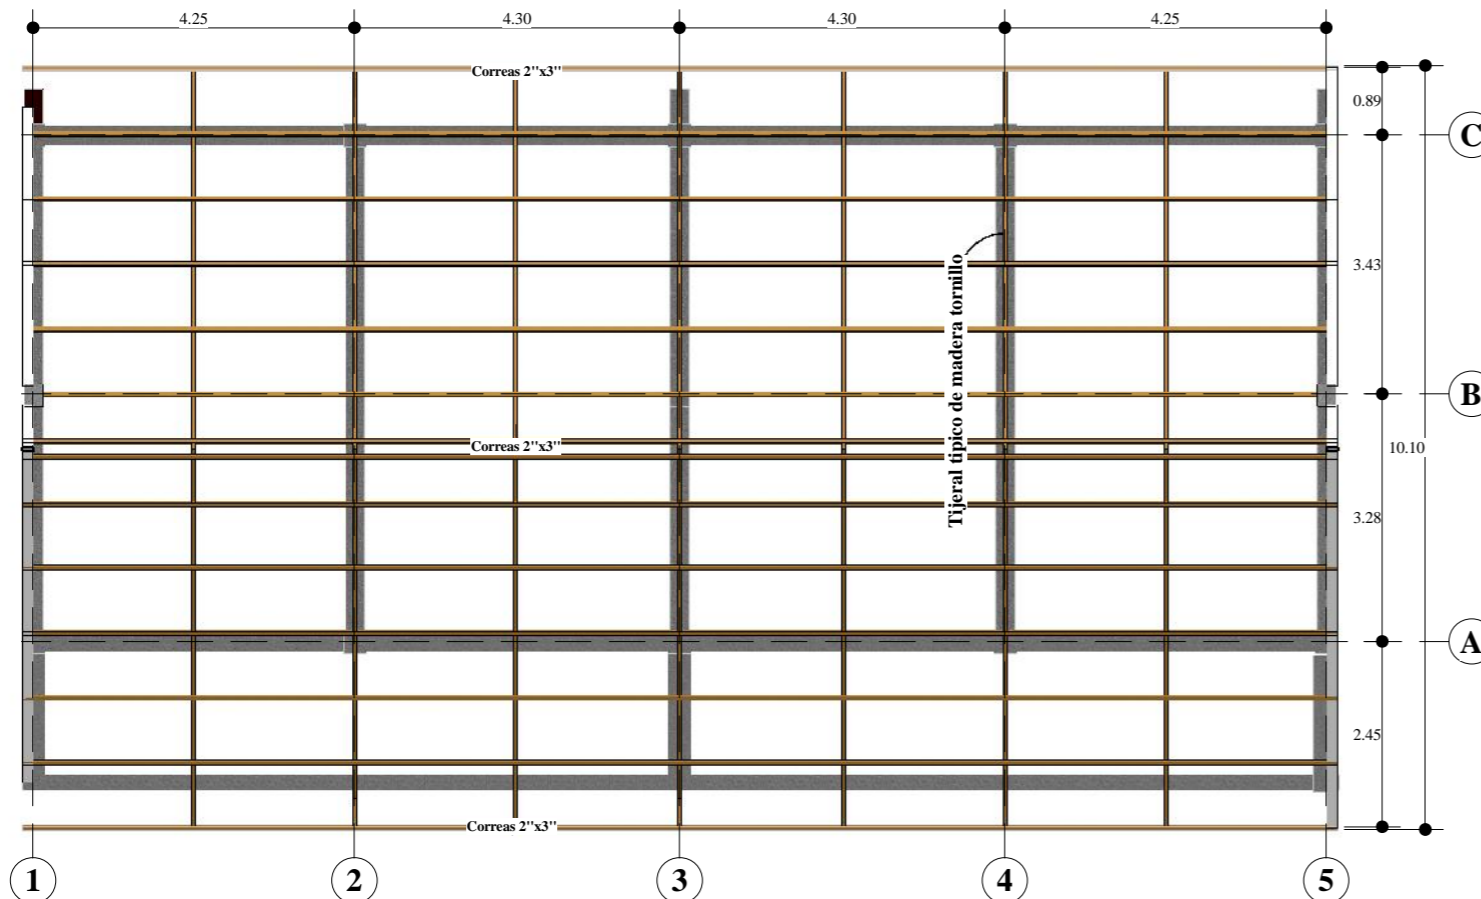 4.25 4.30 4.30 4.25
Correas 2''x3''
0.89
C
3.43
Tijeral tipico de madera tornillo
B
Correas 2''x3''
10.10
3.28
A
2.45
Correas 2''x3''
1 2 3 4 5